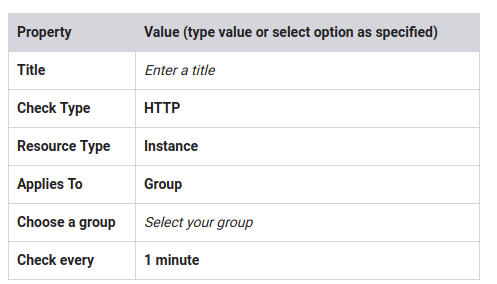 Property Value (type value or select option as specified)
Title Enter a title
Check Type HTTP
Resource Type Instance
Applies To Group
Choose a group Select your group
Check every 1 minute